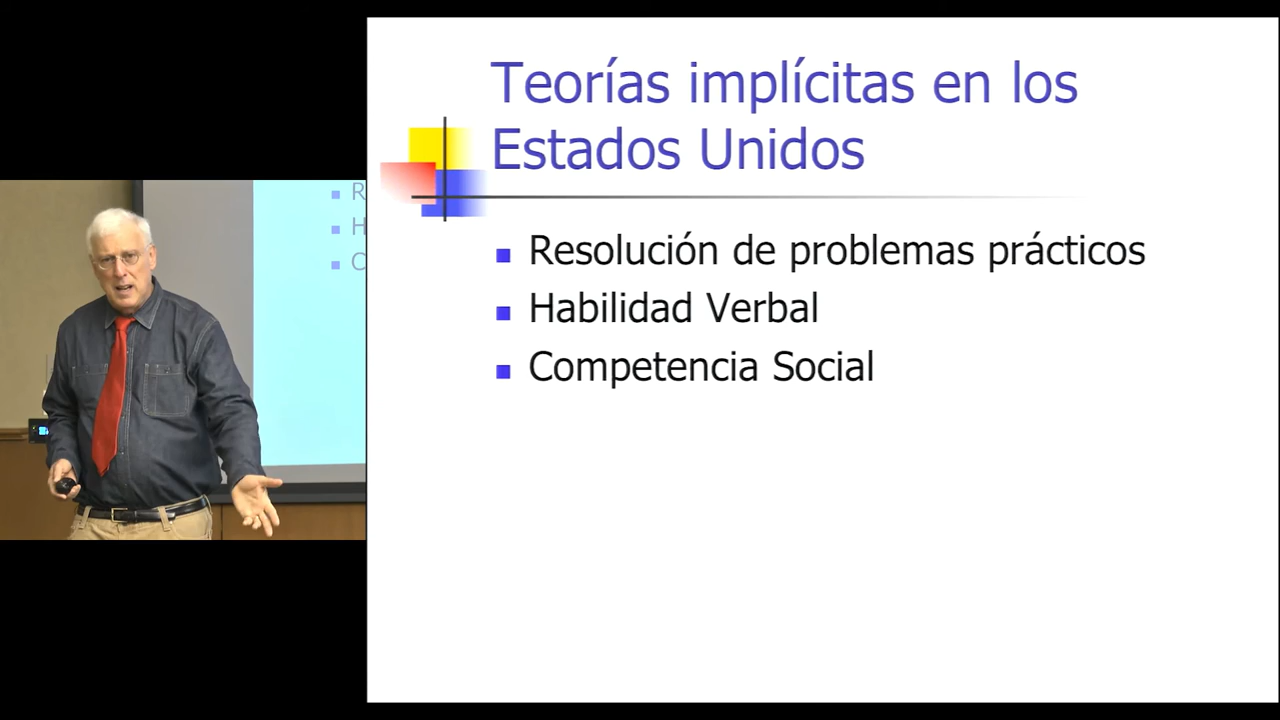 Teorías implícitas en los
Estados Unidos
Resolución de problemas prácticos
Habilidad Verbal
Competencia Social
R
H
C